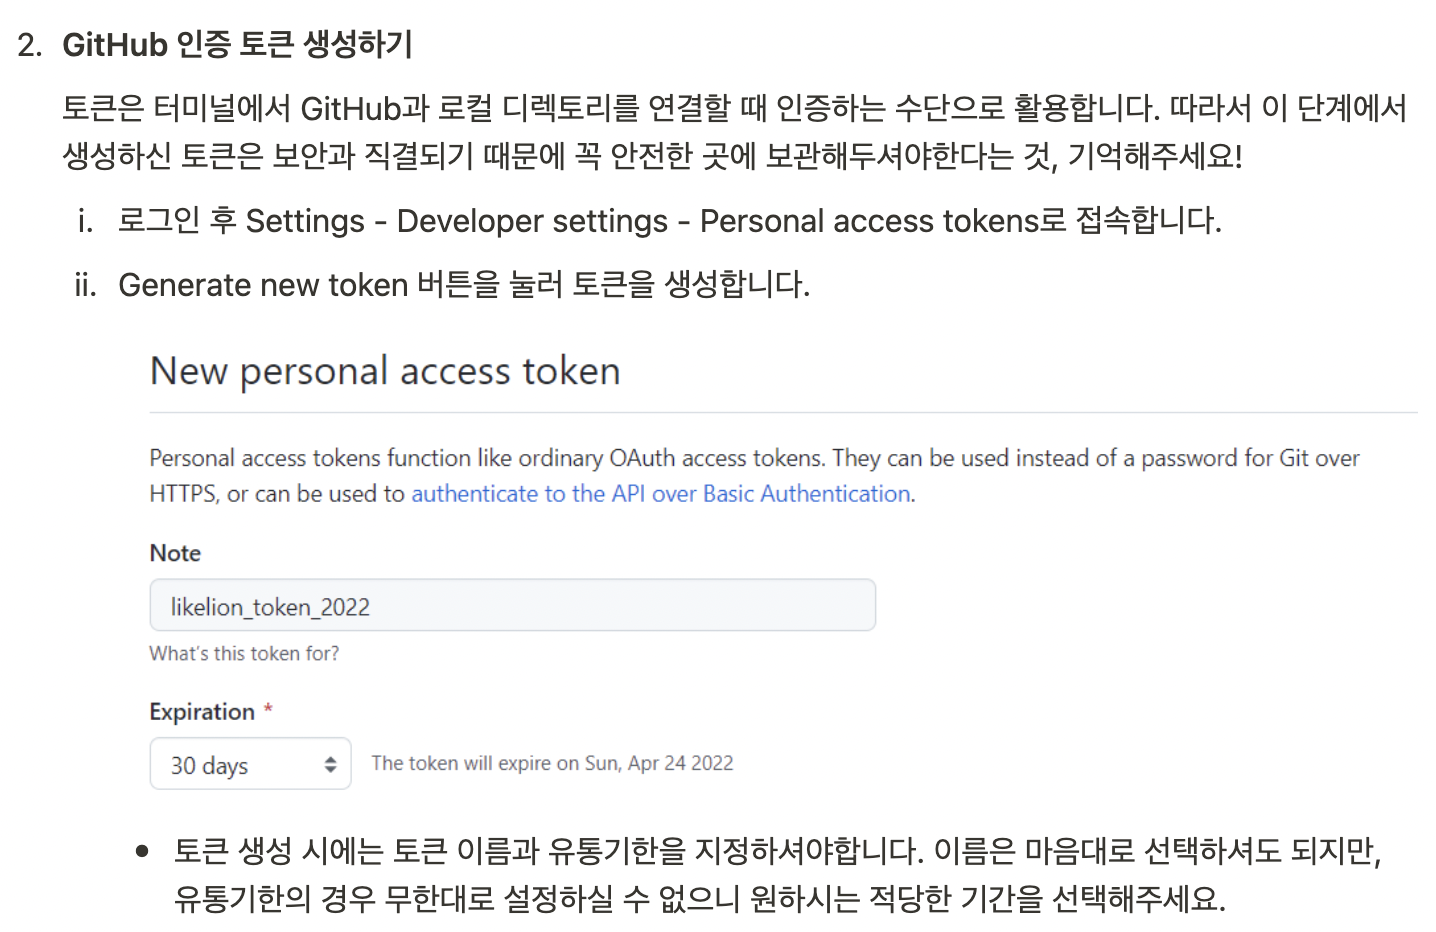 2. GitHub 인증 토큰 생성하기
토큰은 터미널에서 GitHub과 로컬 디렉토리를 연결할 때 인증하는 수단으로 활용합니다. 따라서 이 단계에서
생성하신 토큰은 보안과 직결되기 때문에 꼭 안전한 곳에 보관해두셔야한다는 것, 기억해주세요!
i. 로그인 후 Settings - Developer settings - Personal access tokens로 접속합니다.
ii. Generate new token 버튼을 눌러 토큰을 생성합니다.
New personal access token
Personal access tokens function like ordinary OAuth access tokens. They can be used instead of a password for Git over
HTTPS, or can be used to authenticate to the API over Basic Authentication.
Note
likelion_token_2022
What's this token for?
Expiration *
30 days The token will expire on Sun, Apr 24 2022
• 토큰 생성 시에는 토큰 이름과 유통기한을 지정하셔야합니다. 이름은 마음대로 선택하셔도 되지만,
유통기한의 경우 무한대로 설정하실 수 없으니 원하시는 적당한 기간을 선택해주세요.